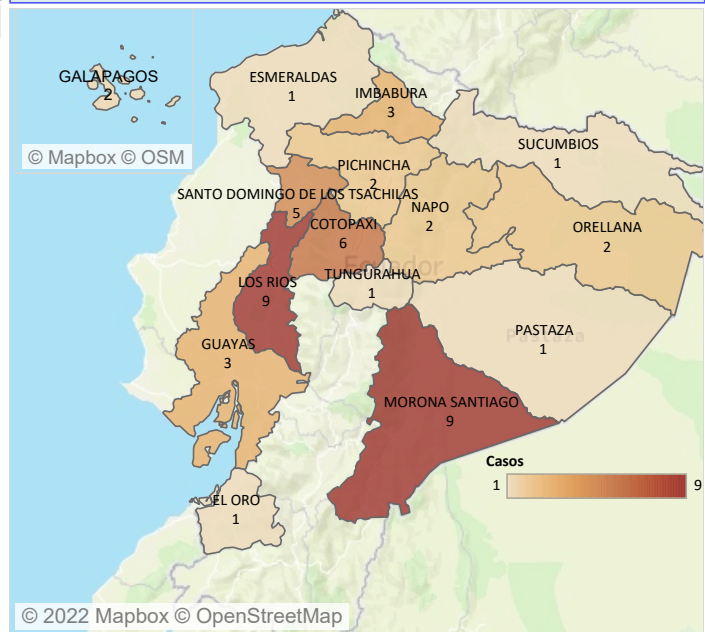 GALAPAGOS
2
© Mapbox © OSM
ESMERALDAS
1
IMBABURA
3
SUCUMBIOS
1
PICHINCHA
2
SANTO DOMINGO DE LOS TSACHILAS
5
NAPO
2
COTOPAXI
6
ORELLANA
2
Ecuador
TUNGURAHUA
1
LOS RIOS
9
PASTAZA
1
Pastaza
GUAYAS
3
MORONA SANTIAGO
9
Casos
1
9
EL ORO
1
© 2022 Mapbox © OpenStreetMap